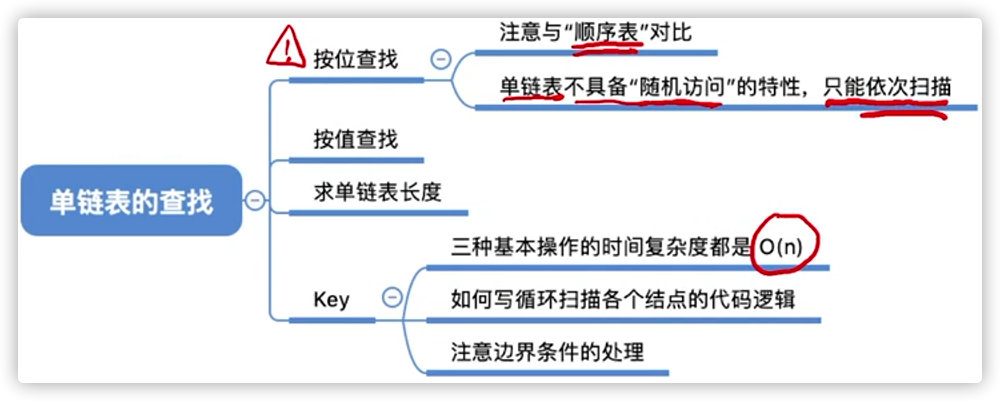 注意与“顺序表”对比
按位查找
单链表不具备“随机访问”的特性，只能依次扫描
按值查找
单链表的查找
求单链表长度
三种基本操作的时间复杂度都是 O(n)
Key
如何写循环扫描各个结点的代码逻辑
注意边界条件的处理